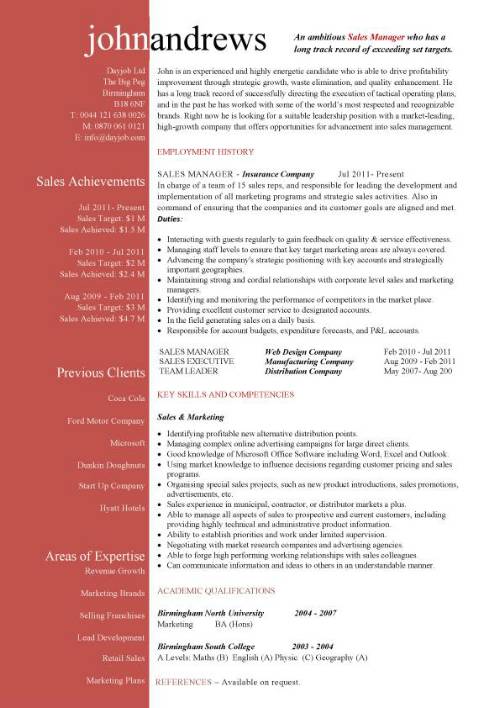 johnandrews
An ambitious Sales Manager who has a
long track record of exceeding set targets.
Dayjob Ltd
The Big Peg
Birmingham
B18 6NF
T: 0044 121 638 0026
M: 0870 061 0121
E: info@dayjob.com
Sales Achievements
Jul 2011- Present
Sales Target: $1 M
Sales Achieved: $1.5 M
Feb 2010 - Jul 2011
Sales Target: $2 M
Sales Achieved: $2.4 M
Aug 2009 - Feb 2011
Sales Target: $3 M
Sales Achieved: $4.7 M
Previous Clients
Coca Cola
Ford Motor Company
Microsoft
Dunkin Doughnuts
Start Up Company
Hyatt Hotels
Areas of Expertise
Revenue Growth
Marketing Brands
Selling Franchises
Lead Development
Retail Sales
Marketing Plans
John is an experienced and highly energetic candidate who is able to drive profitability
improvement through strategic growth, waste elimination, and quality enhancement. He
has a long track record of successfully directing the execution of tactical operating plans,
and in the past he has worked with some of the world's most respected and recognizable
brands. Right now he is looking for a suitable leadership position with a market-leading,
high-growth company that offers opportunities for advancement into sales management.
EMPLOYMENT HISTORY
SALES MANAGER - Insurance Company Jul 2011- Present
In charge of a team of 15 sales reps, and responsible for leading the development and
implementation of all marketing programs and strategic sales activities. Also in
command of ensuring that the companies and its customer goals are aligned and met.
Duties:
• Interacting with guests regularly to gain feedback on quality & service effectiveness.
• Managing staff levels to ensure that key target marketing areas are always covered.
• Advancing the company's strategic positioning with key accounts and strategically
important geographies.
• Maintaining strong and cordial relationships with corporate level sales and marketing
managers.
• Identifying and monitoring the performance of competitors in the market place.
• Providing excellent customer service to designated accounts.
• In the field generating sales on a daily basis.
• Responsible for account budgets, expenditure forecasts, and P&L accounts.
SALES MANAGER Web Design Company Feb 2010 - Jul 2011
SALES EXECUTIVE Manufacturing Company Aug 2009 - Feb 2011
TEAM LEADER Distribution Company May 2007- Aug 200
KEY SKILLS AND COMPETENCIES
Sales & Marketing
• Identifying profitable new alternative distribution points.
• Managing complex online advertising campaigns for large direct clients.
• Good knowledge of Microsoft Office Software including Word, Excel and Outlook.
• Using market knowledge to influence decisions regarding customer pricing and sales
programs.
• Organising special sales projects, such as new product introductions, sales promotions,
advertisements, etc.
• Sales experience in municipal, contractor, or distributor markets a plus.
• Able to manage all aspects of sales to prospective and current customers, including
providing highly technical and administrative product information.
• Ability to establish priorities and work under limited supervision.
• Negotiating with market research companies and advertising agencies.
• Able to forge high performing working relationships with sales colleagues.
• Can communicate information and ideas to others in an understandable manner.
ACADEMIC QUALIFICATIONS
Birmingham North University 2004 - 2007
Marketing BA (Hons)
Birmingham South College 2003 - 2004
A Levels: Maths (B) English (A) Physic (C) Geography (A)
REFERENCES – Available on request.